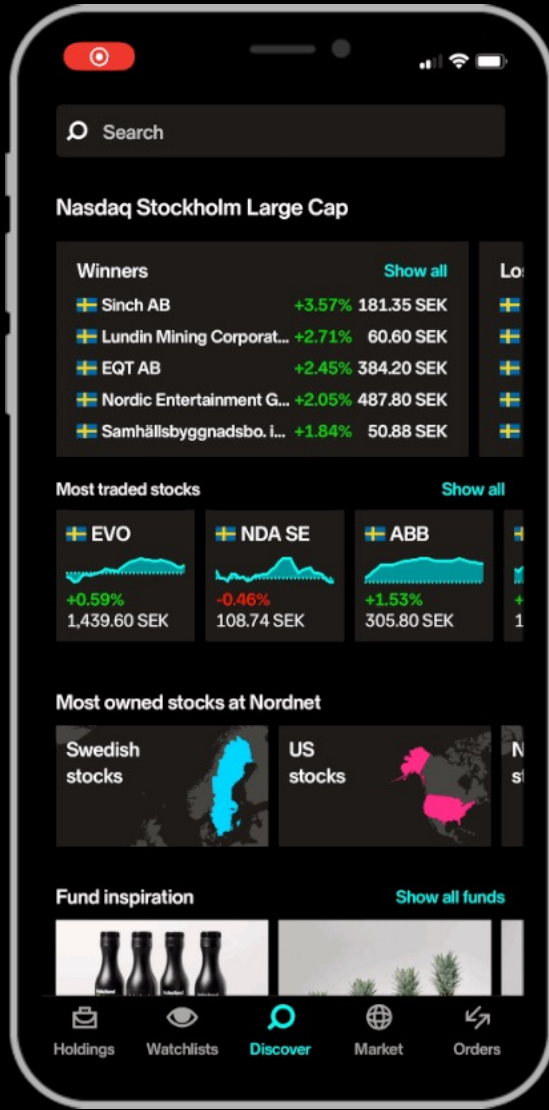 Search
Nasdaq Stockholm Large Cap
Winners Show all
Sinch AB +3.57% 181.35 SEK
Lundin Mining Corporat... +2.71% 60.60 SEK
EQT AB +2.45% 384.20 SEK
Nordic Entertainment G... +2.05% 487.80 SEK
Samhällsbyggnadsbo. i... +1.84% 50.88 SEK
Most traded stocks Show all
EVO
+0.59%
1,439.60 SEK
NDA SE
-0.46%
108.74 SEK
ABB
+1.53%
305.80 SEK
Most owned stocks at Nordnet
Swedish
stocks
US
stocks
Fund inspiration Show all funds
Holdings Watchlists Discover Market Orders